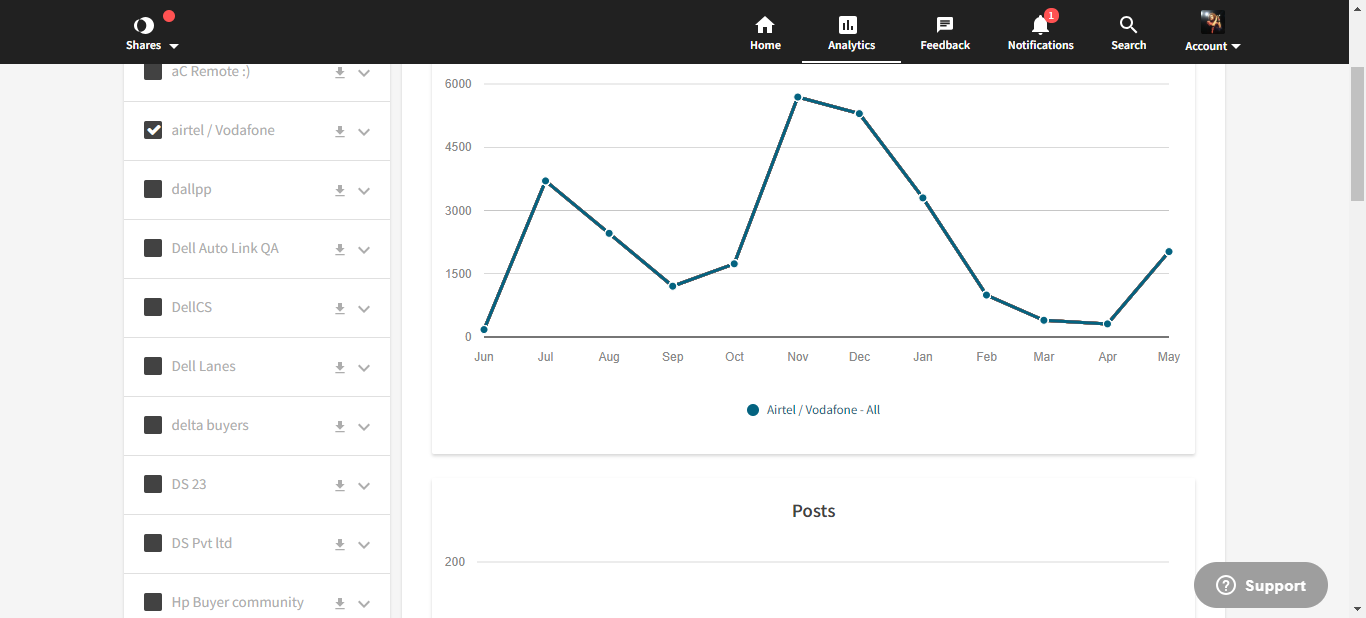 Shares
Home
Analytics
Feedback
1
Notifications
Search
Account
aC Remote :)
airtel / Vodafone
dallpp
Dell Auto Link QA
DellCS
Dell Lanes
delta buyers
DS 23
DS Pvt ltd
Hp Buyer community
6000
4500
3000
1500
0
Jun Jul Aug Sep Oct Nov Dec Jan Feb Mar Apr May
Airtel / Vodafone - All
Posts
200
? Support